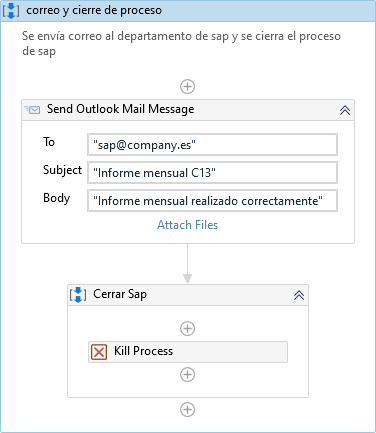 correo y cierre de proceso
Se envía correo al departamento de sap y se cierra el proceso
de sap
Send Outlook Mail Message
To
"sap@company.es"
Subject
"Informe mensual C13"
Body
"Informe mensual realizado correctamente"
Attach Files
Cerrar Sap
Kill Process